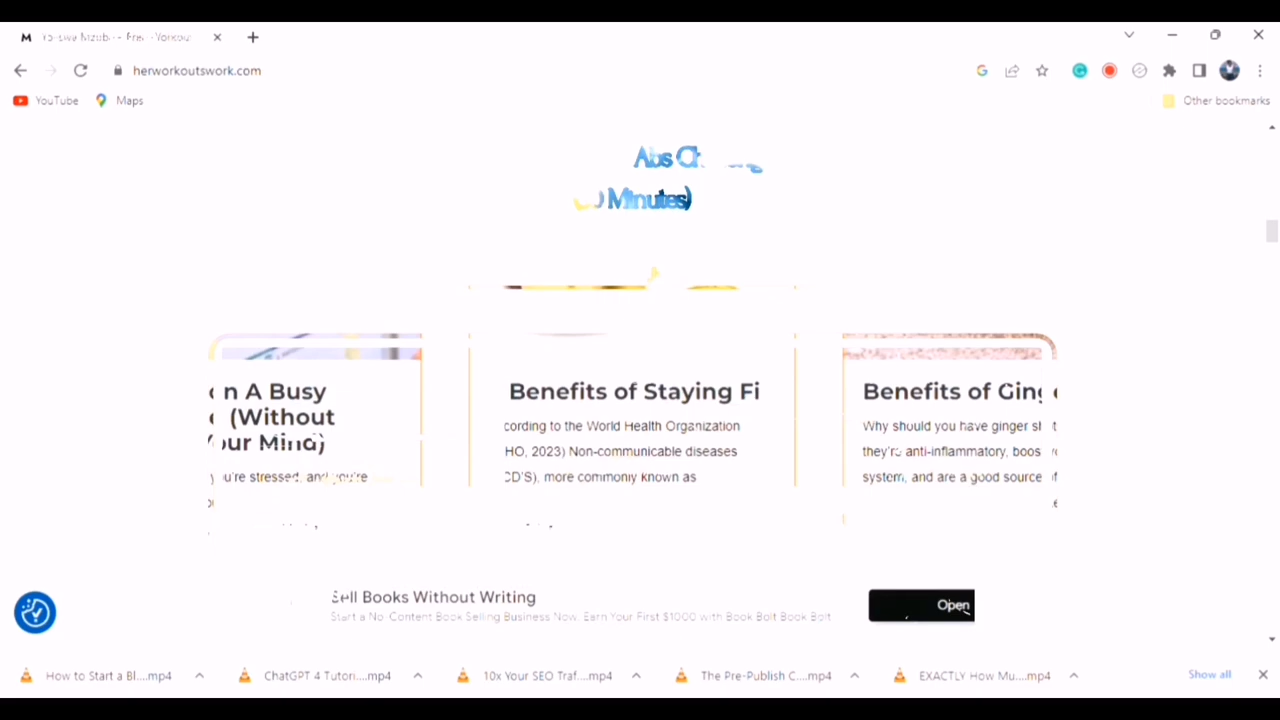 herworkoutswork.com
YouTube
Maps
Other bookmarks
Abs
Minutes)
on A Busy
(Without
our Mind)
you're stressed, and you're
Benefits of Staying Fi
cording to the World Health Organization
HO, 2023) Non-communicable diseases
CD'S), more commonly known as
Benefits of Ging
Why should you have ginger
they're anti-inflammatory,
system, and are a good source of
Sell Books Without Writing
Start a No-Content Book Selling Business Now. Earn Your First $1000 with Book Bolt Book Bolt
Open
How to Start a Bl....mp4
ChatGPT 4 Tutori....mp4
10x Your SEO Traf....mp4
The Pre-Publish C....mp4
EXACTLY How Mu....mp4
Show all